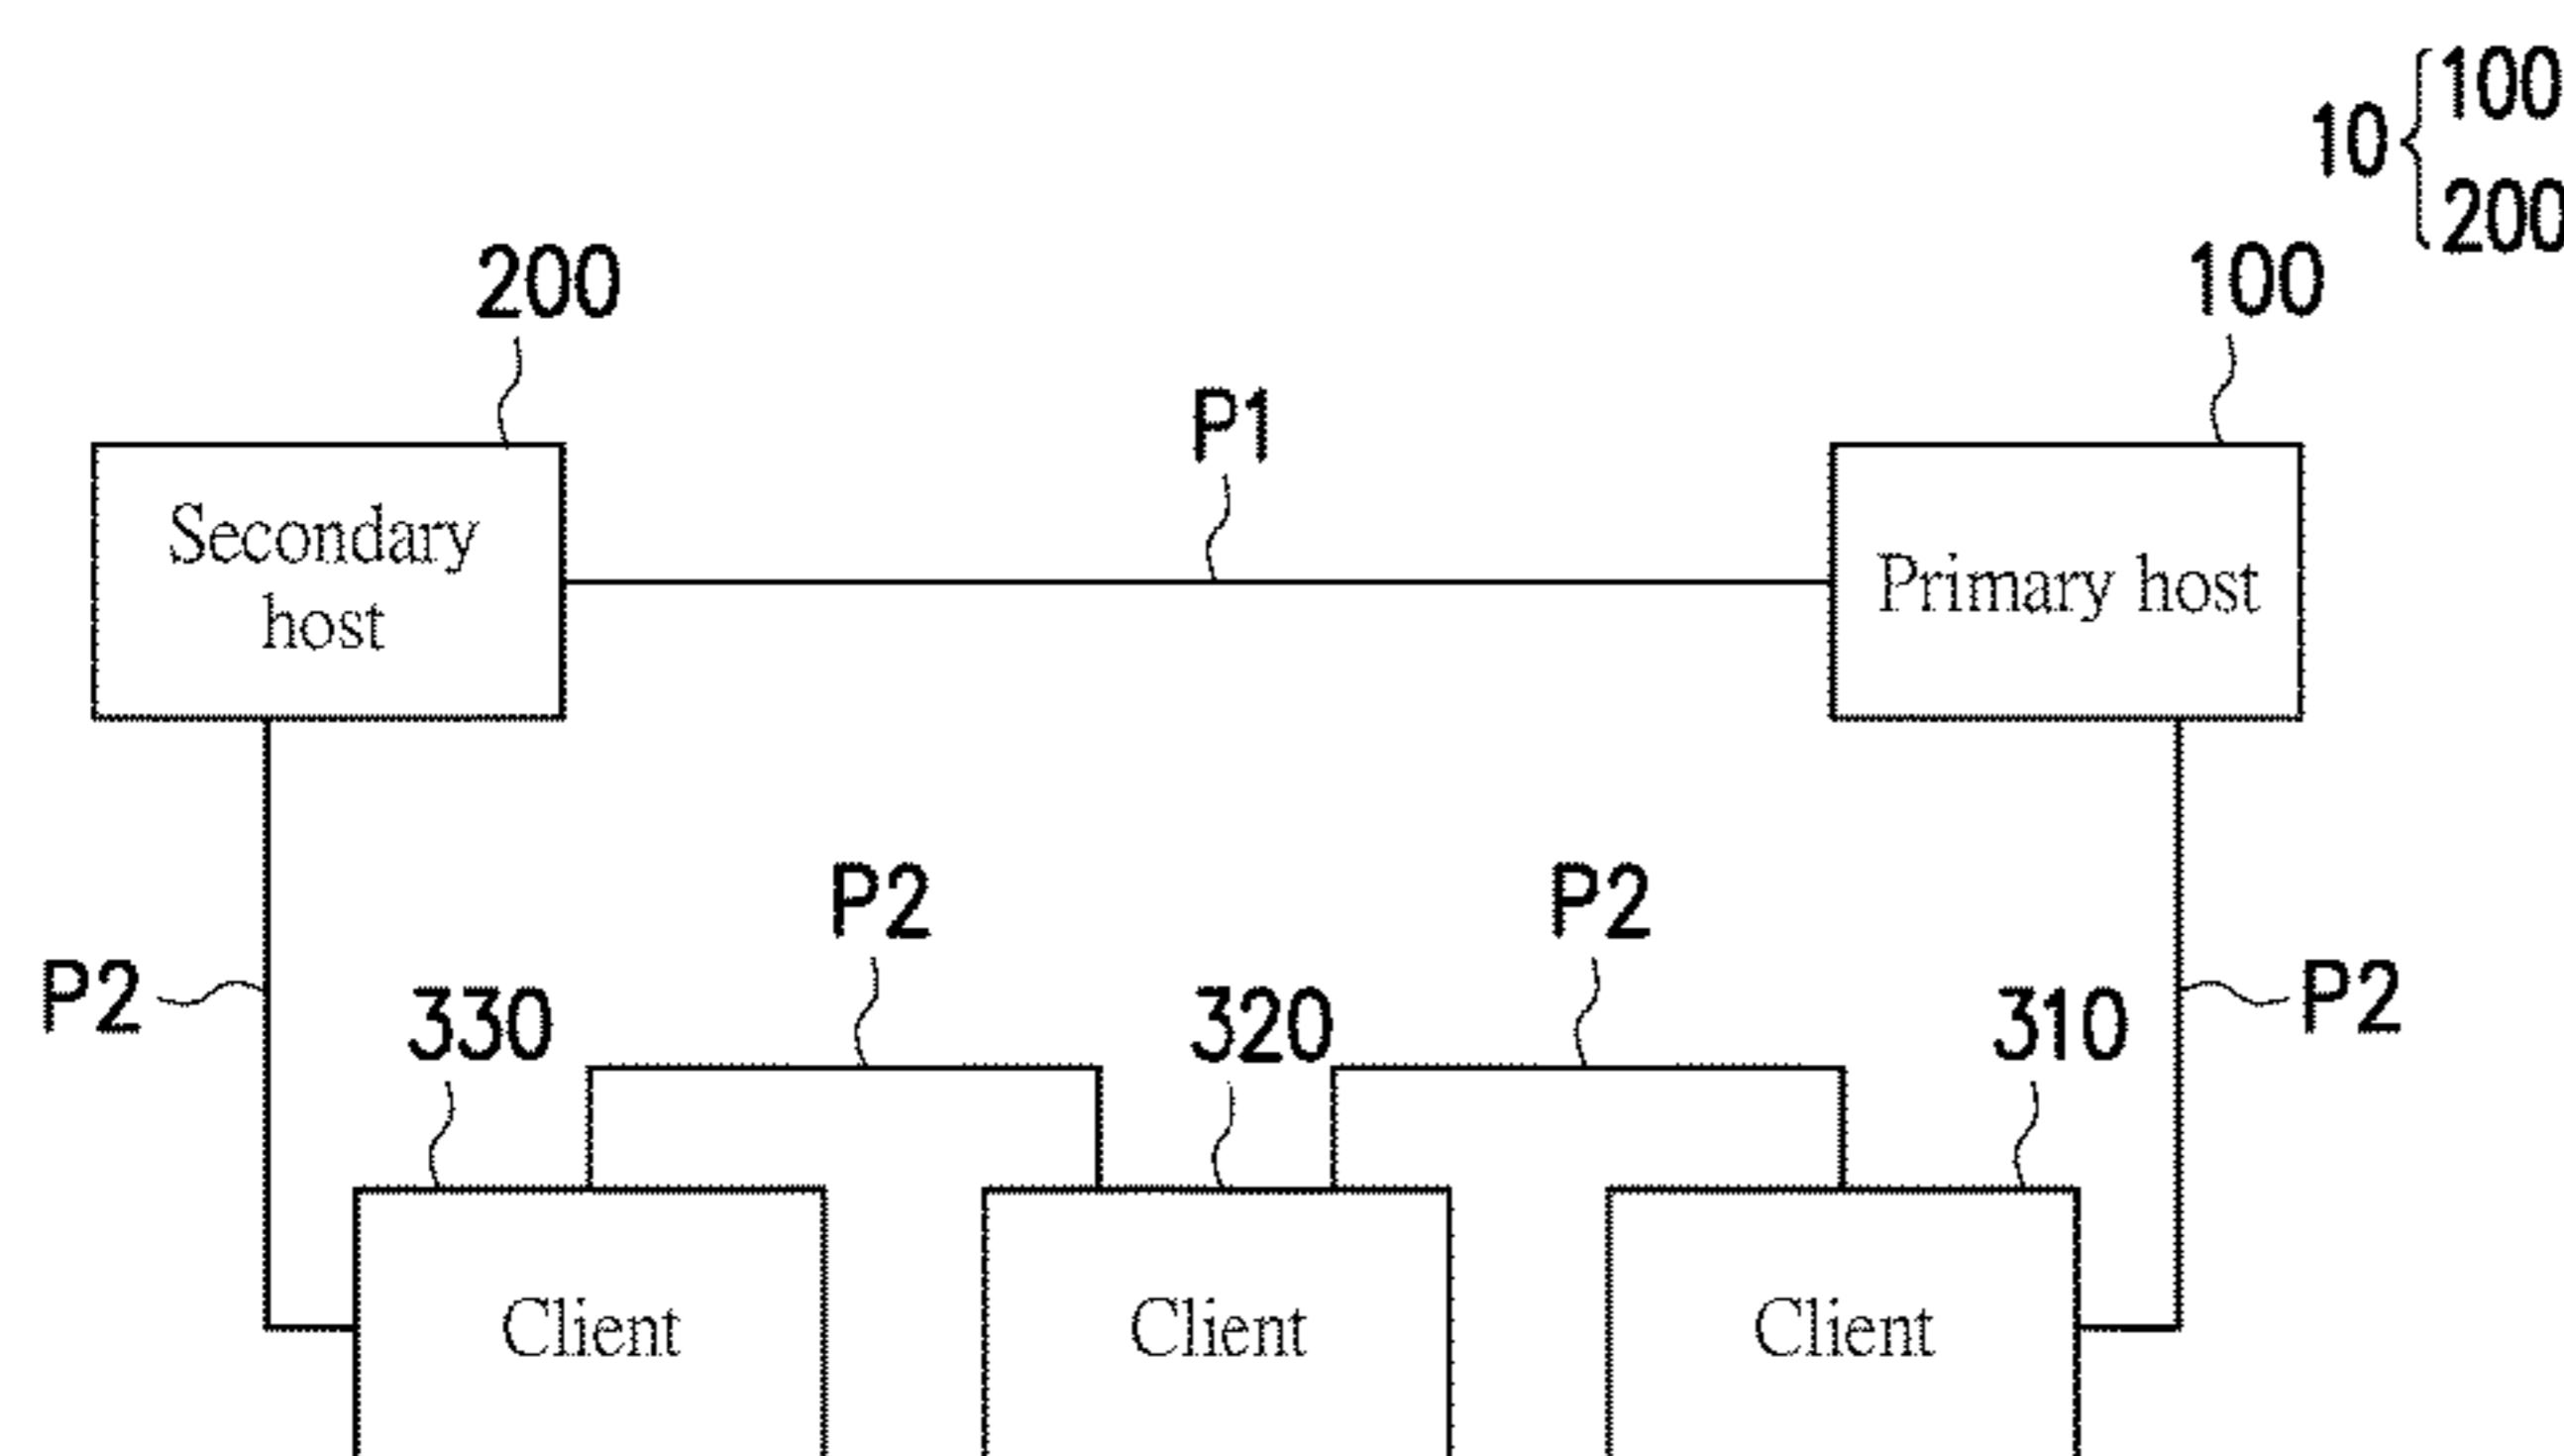 10 { 100
200
200
100
P1
Secondary
host
Primary host
P2
P2
P2
P2
330
320
310
Client
Client
Client